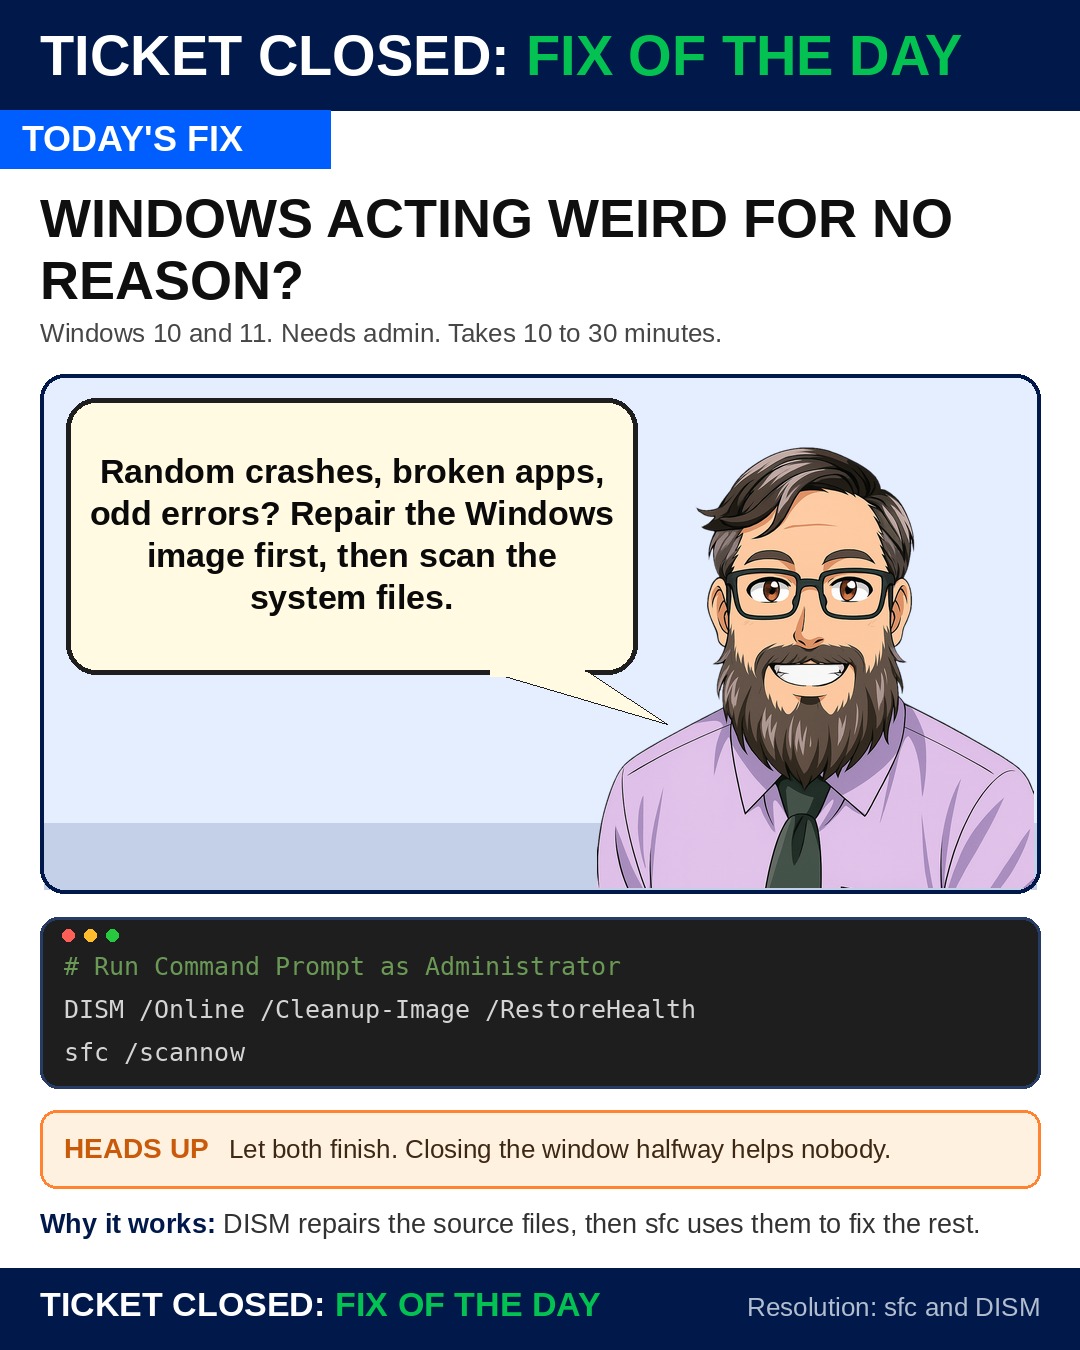 TICKET CLOSED: FIX OF THE DAY
TODAY'S FIX
WINDOWS ACTING WEIRD FOR NO
REASON?
Windows 10 and 11. Needs admin. Takes 10 to 30 minutes.
Random crashes, broken apps,
odd errors? Repair the Windows
image first, then scan the
system files.
# Run Command Prompt as Administrator
DISM /Online /Cleanup-Image /RestoreHealth
sfc /scannow
HEADS UP Let both finish. Closing the window halfway helps nobody.
Why it works: DISM repairs the source files, then sfc uses them to fix the rest.
TICKET CLOSED: FIX OF THE DAY
Resolution: sfc and DISM